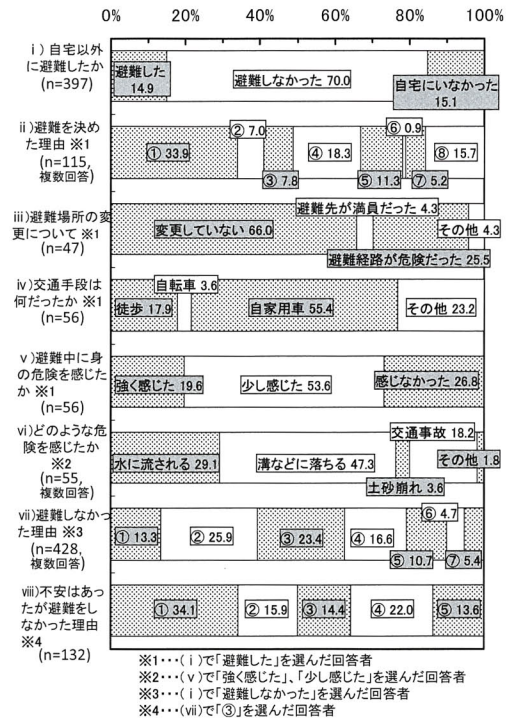 0% 20% 40% 60% 80% 100%
ⅰ)自宅以外
に避難したか
(n=397)
避難した
14.9
避難しなかった 70.0
自宅にいなかった
15.1
ⅱ)避難を決め
た理由 ※1
(n=115,
複数回答)
① 33.9
② 7.0
③ 7.8
④ 18.3
⑤ 11.3
⑥ 0.9
⑦ 5.2
⑧ 15.7
ⅲ)避難場所の変
更について ※1
(n=47)
変更していない 66.0
避難先が満員だった 4.3
避難経路が危険だった 25.5
その他 4.3
ⅳ)交通手段は
何だったか ※1
(n=56)
徒歩 17.9
自転車 3.6
自家用車 55.4
その他 23.2
ⅴ)避難中に身
の危険を感じた
か ※1
(n=56)
強く感じた 19.6
少し感じた 53.6
感じなかった 26.8
ⅵ)どのような危
険を感じたか
※2
(n=55,
複数回答)
水に流される 29.1
溝などに落ちる 47.3
土砂崩れ 3.6
交通事故 18.2
その他 1.8
ⅶ)避難しなかっ
た理由 ※3
(n=428,
複数回答)
① 13.3
② 25.9
③ 23.4
④ 16.6
⑤ 10.7
⑥ 4.7
⑦ 5.4
ⅷ)不安はあっ
たが避難をし
なかった理由
※4
(n=132)
① 34.1
② 15.9
③ 14.4
④ 22.0
⑤ 13.6
※1・・・(ⅰ)で「避難した」を選んだ回答者
※2・・・(ⅴ)で「強く感じた」、「少し感じた」を選んだ回答者
※3・・・(ⅰ)で「避難しなかった」を選んだ回答者
※4・・・(ⅶ)で「③」を選んだ回答者